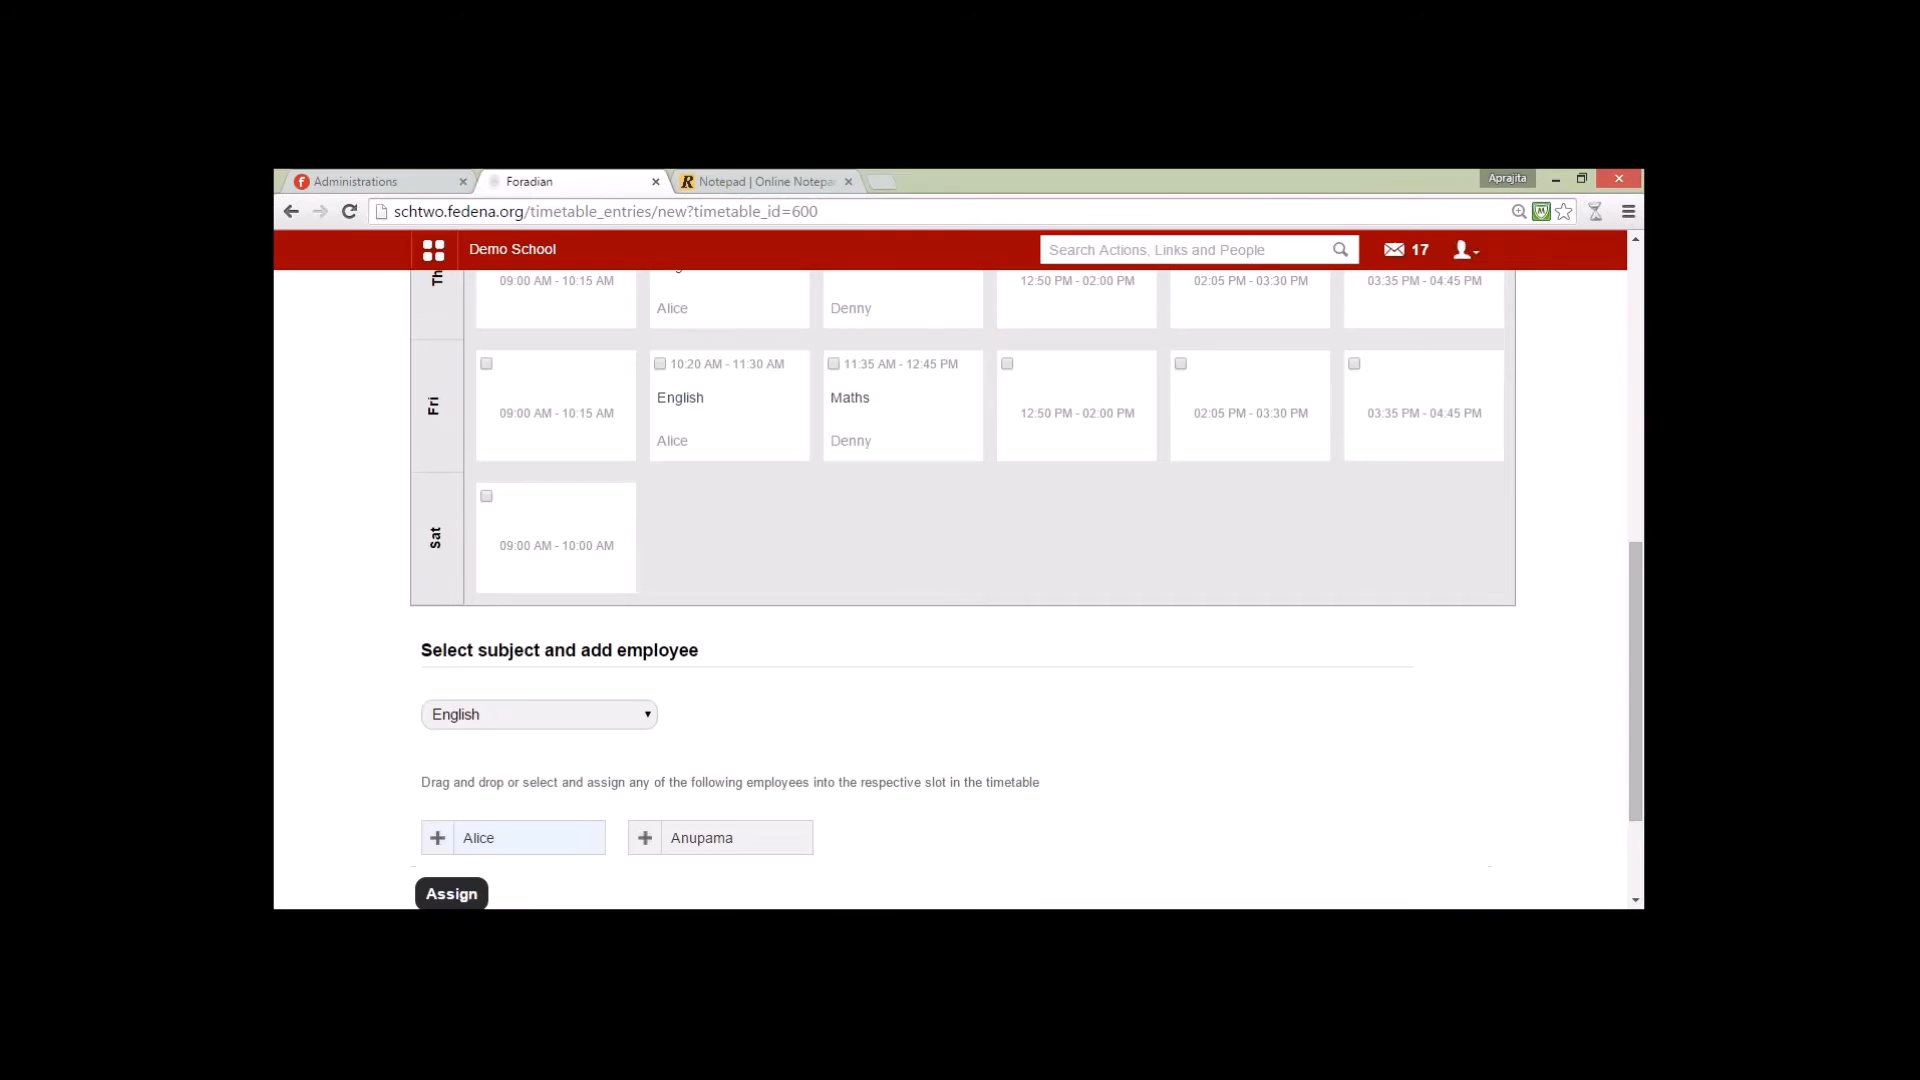 Administrations
Foradian
Notepad | Online Notepa
Aprajita
schtwo.fedena.org/timetable_entries/new?timetable_id=600
Demo School
Search Actions, Links and People
17
Th
09:00 AM - 10:15 AM
12:50 PM - 02:00 PM
02:05 PM - 03:30 PM
03:35 PM - 04:45 PM
Alice
Denny
10:20 AM - 11:30 AM
11:35 AM - 12:45 PM
English
Maths
Fri
09:00 AM - 10:15 AM
12:50 PM - 02:00 PM
02:05 PM - 03:30 PM
03:35 PM - 04:45 PM
Alice
Denny
Sat
09:00 AM - 10:00 AM
Select subject and add employee
English
Drag and drop or select and assign any of the following employees into the respective slot in the timetable
Alice
Anupama
Assign